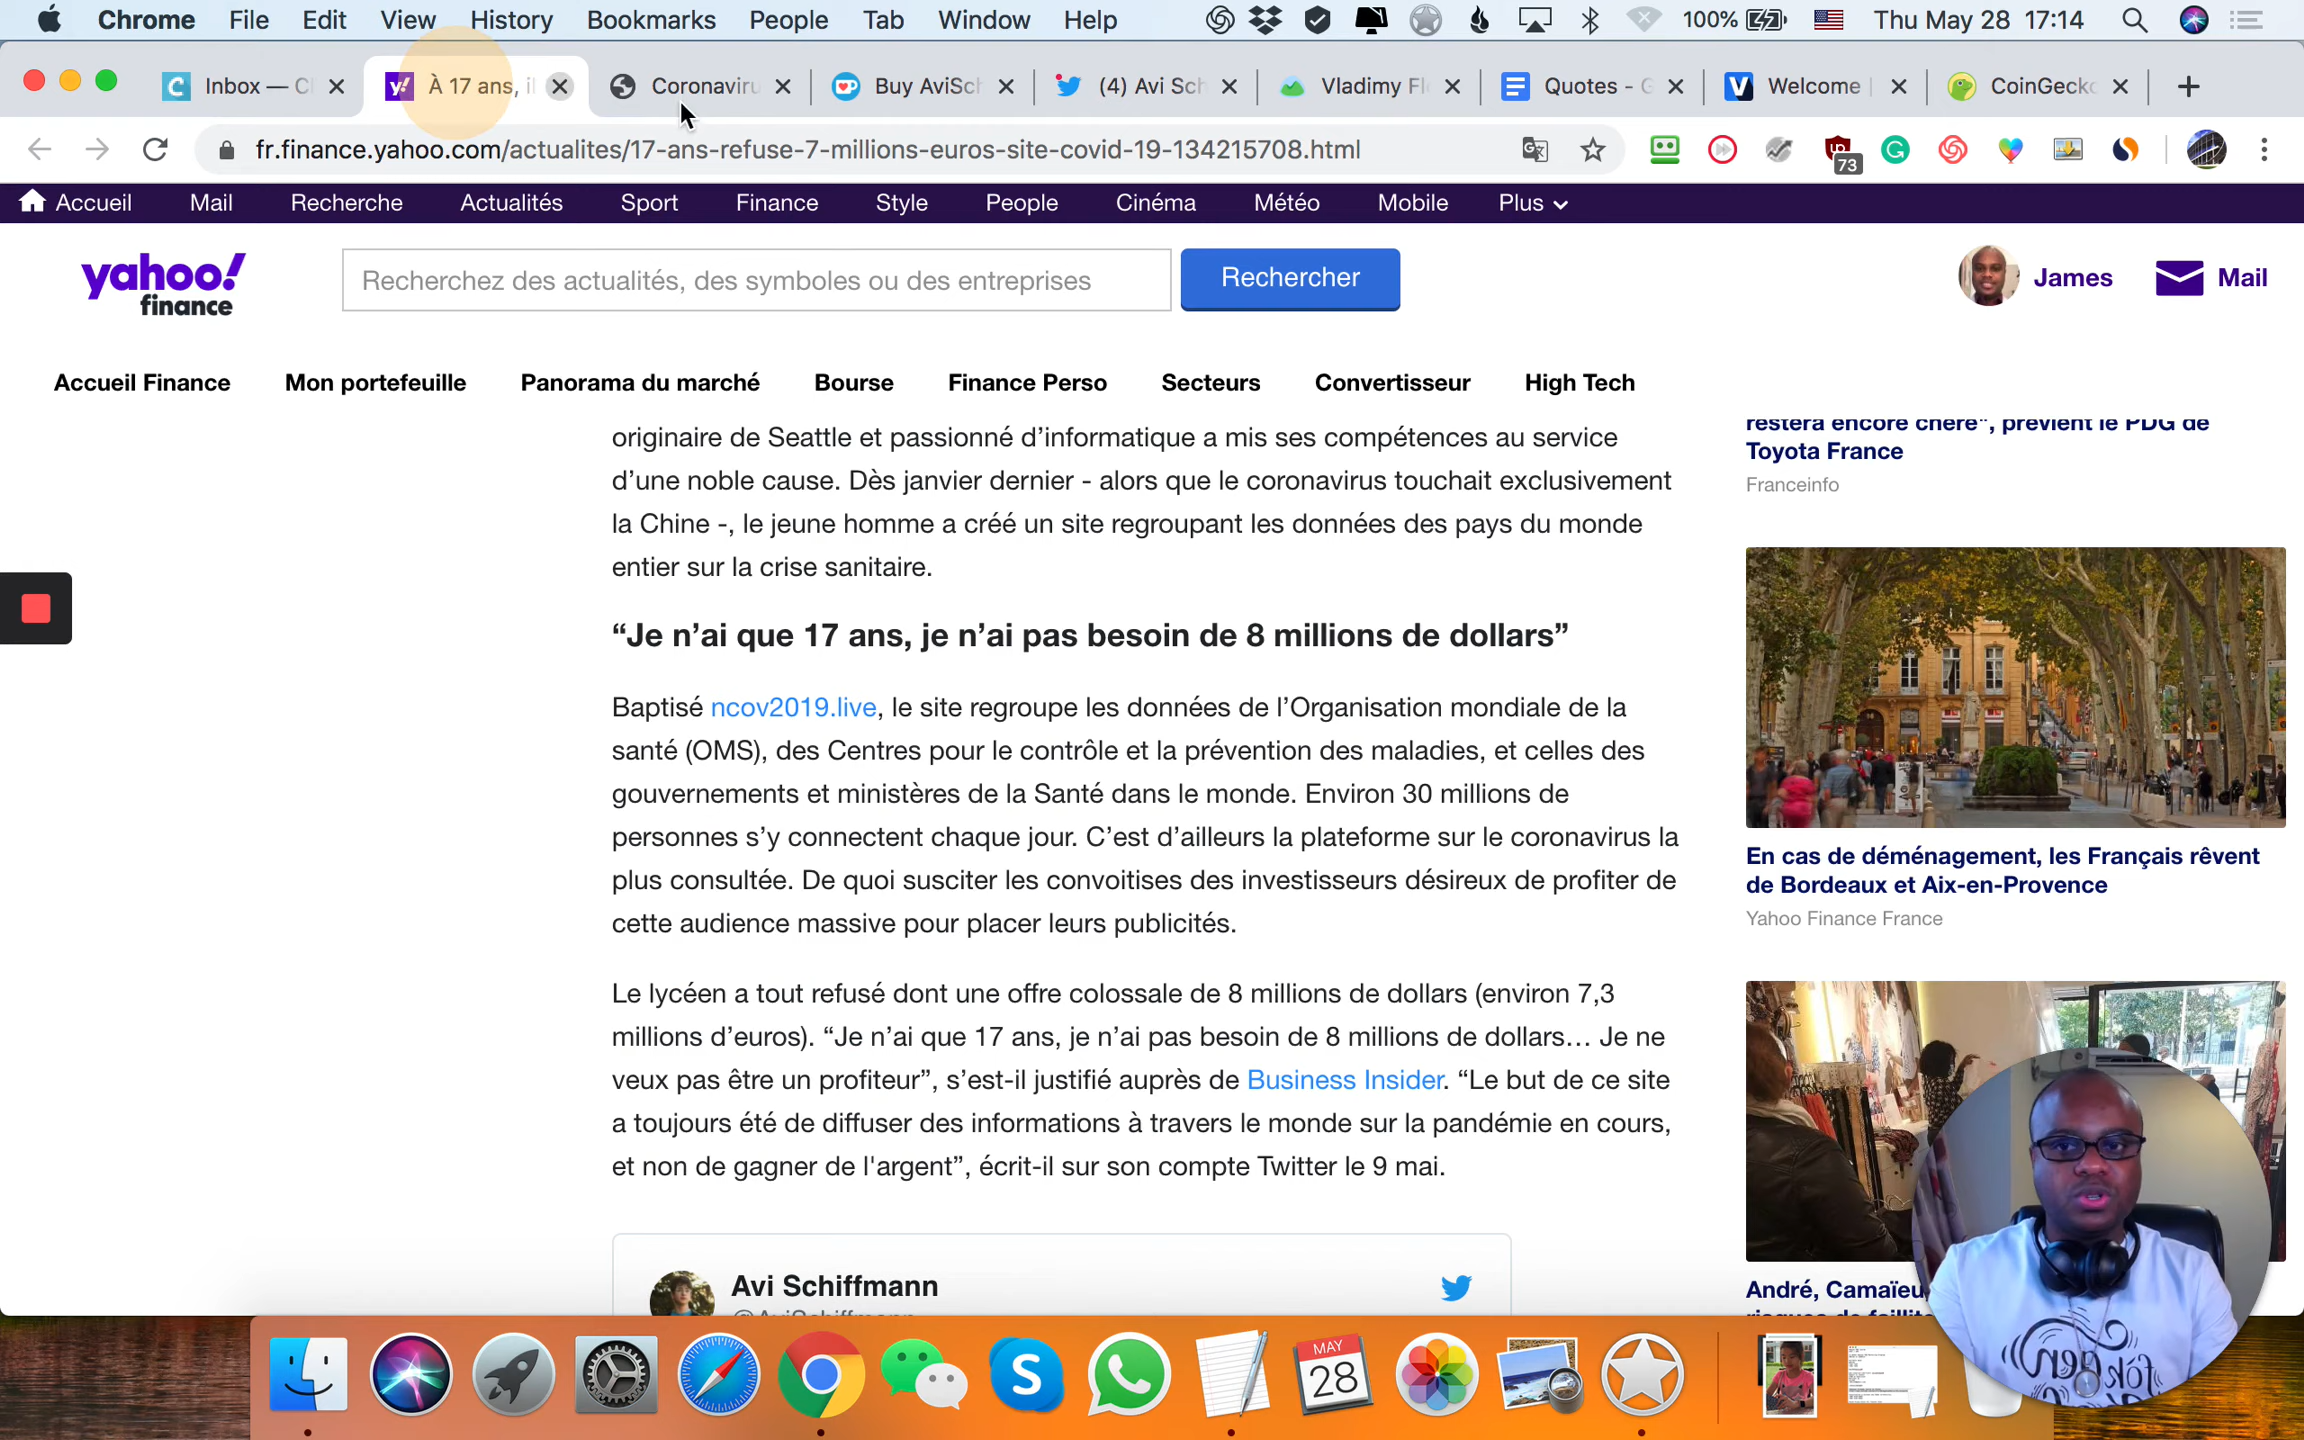 Chrome File Edit View History Bookmarks People Tab Window Help 100% Thu May 28 17:14
Inbox — C À 17 ans, il Coronaviru Buy AviSc (4) Avi Sch Vladimy Fl Quotes - G Welcome CoinGecko
fr.finance.yahoo.com/actualites/17-ans-refuse-7-millions-euros-site-covid-19-134215708.html 73
Accueil Mail Recherche Actualités Sport Finance Style People Cinéma Météo Mobile Plus
yahoo!
finance
Recherchez des actualités, des symboles ou des entreprises
Rechercher
James
Mail
Accueil Finance Mon portefeuille Panorama du marché Bourse Finance Perso Secteurs Convertisseur High Tech
originaire de Seattle et passionné d’informatique a mis ses compétences au service
d’une noble cause. Dès janvier dernier - alors que le coronavirus touchait exclusivement
la Chine -, le jeune homme a créé un site regroupant les données des pays du monde
entier sur la crise sanitaire.
“Je n’ai que 17 ans, je n’ai pas besoin de 8 millions de dollars”
Baptisé ncov2019.live, le site regroupe les données de l’Organisation mondiale de la
santé (OMS), des Centres pour le contrôle et la prévention des maladies, et celles des
gouvernements et ministères de la Santé dans le monde. Environ 30 millions de
personnes s’y connectent chaque jour. C’est d’ailleurs la plateforme sur le coronavirus la
plus consultée. De quoi susciter les convoitises des investisseurs désireux de profiter de
cette audience massive pour placer leurs publicités.
Le lycéen a tout refusé dont une offre colossale de 8 millions de dollars (environ 7,3
millions d’euros). “Je n’ai que 17 ans, je n’ai pas besoin de 8 millions de dollars… Je ne
veux pas être un profiteur”, s’est-il justifié auprès de Business Insider. “Le but de ce site
a toujours été de diffuser des informations à travers le monde sur la pandémie en cours,
et non de gagner de l'argent”, écrit-il sur son compte Twitter le 9 mai.
Avi Schiffmann
@AviSchiffmann
restera encore chère", prévient le PDG de
Toyota France
Franceinfo
En cas de déménagement, les Français rêvent
de Bordeaux et Aix-en-Provence
Yahoo Finance France
André, Camaïeu
risques de faillite
MAY
28